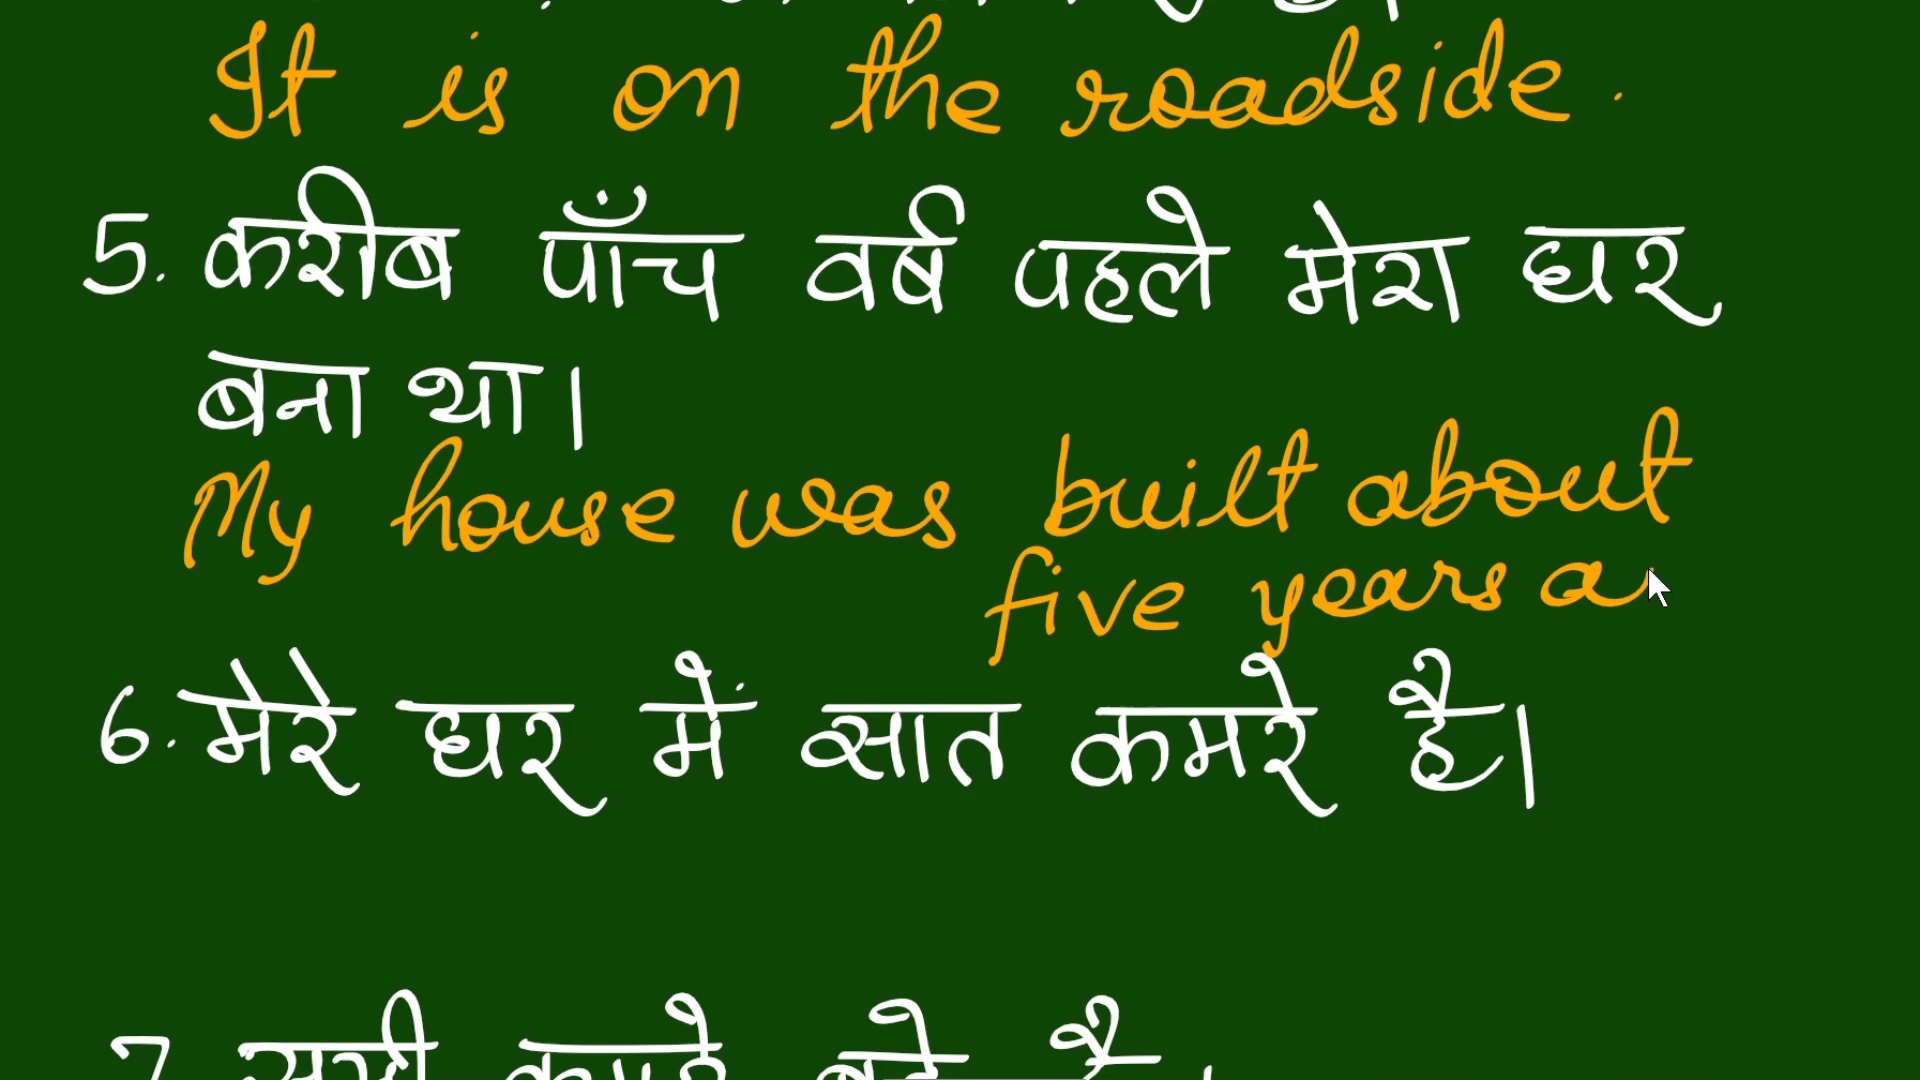 It is on the roadside.
5. करीब पाँच वर्ष पहले मेरा घर
बना था।
My house was built about
five years a
6. मेरे घर में सात कमरे है।
7.